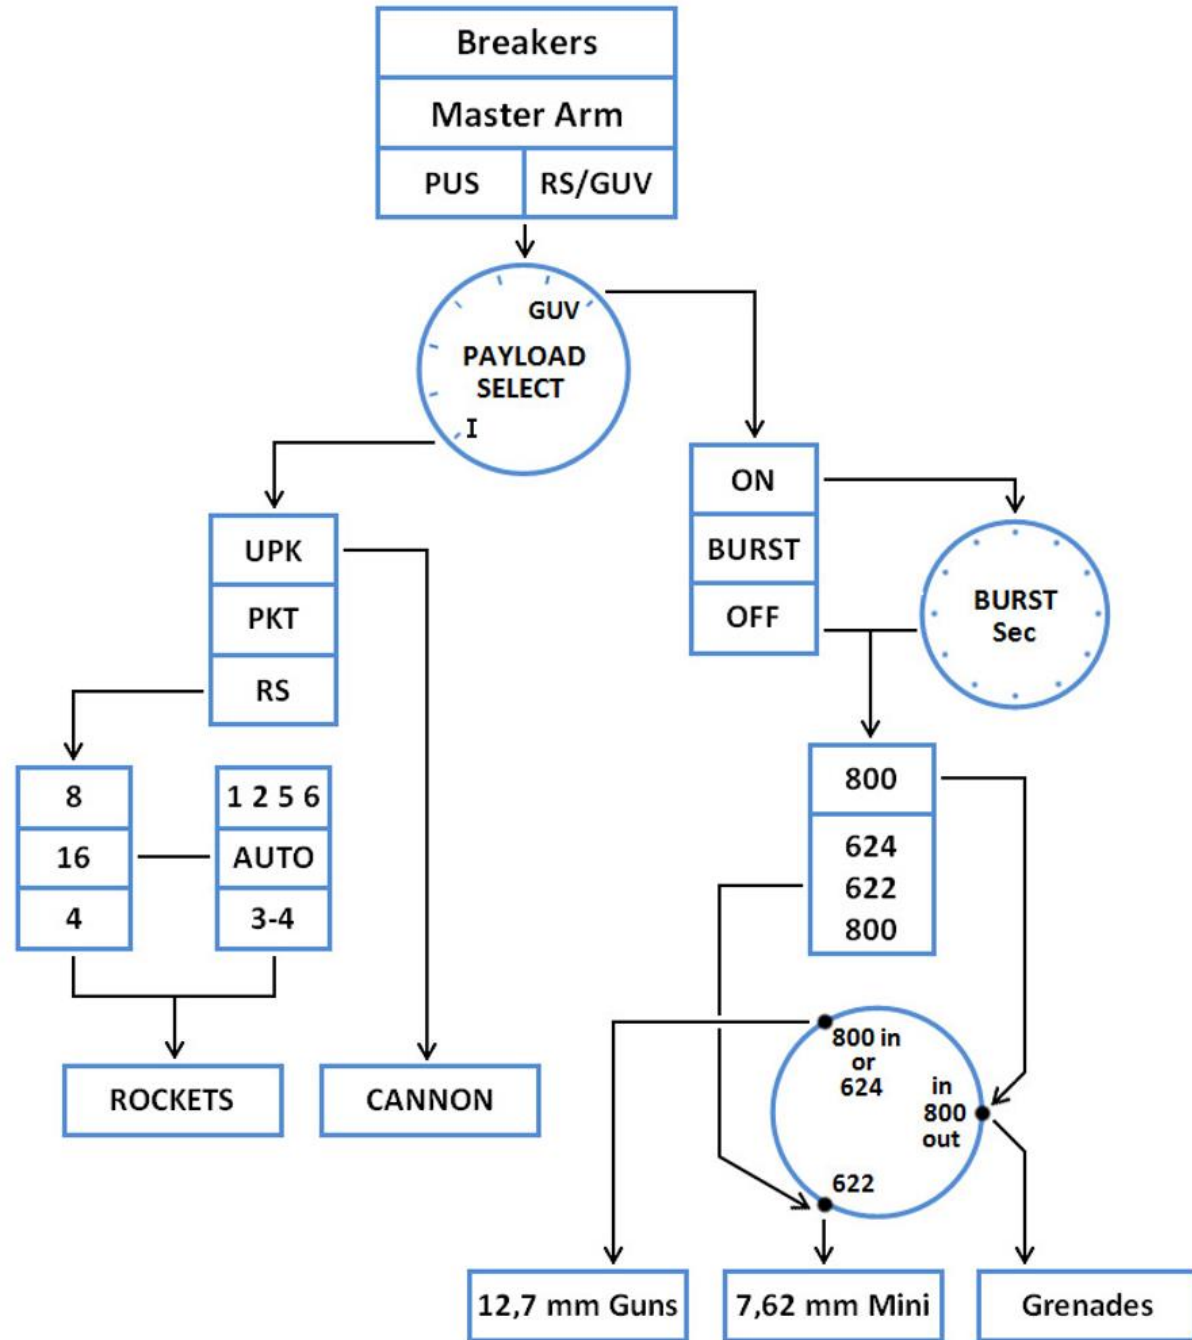 Breakers
Master Arm
PUS
RS/GUV
GUV
PAYLOAD
SELECT
I
ON
BURST
OFF
BURST
Sec
UPK
PKT
RS
8
16
4
1 2 5 6
AUTO
3-4
800
624
622
800
800 in
or
624
in
800
out
622
ROCKETS
CANNON
12,7 mm Guns
7,62 mm Mini
Grenades